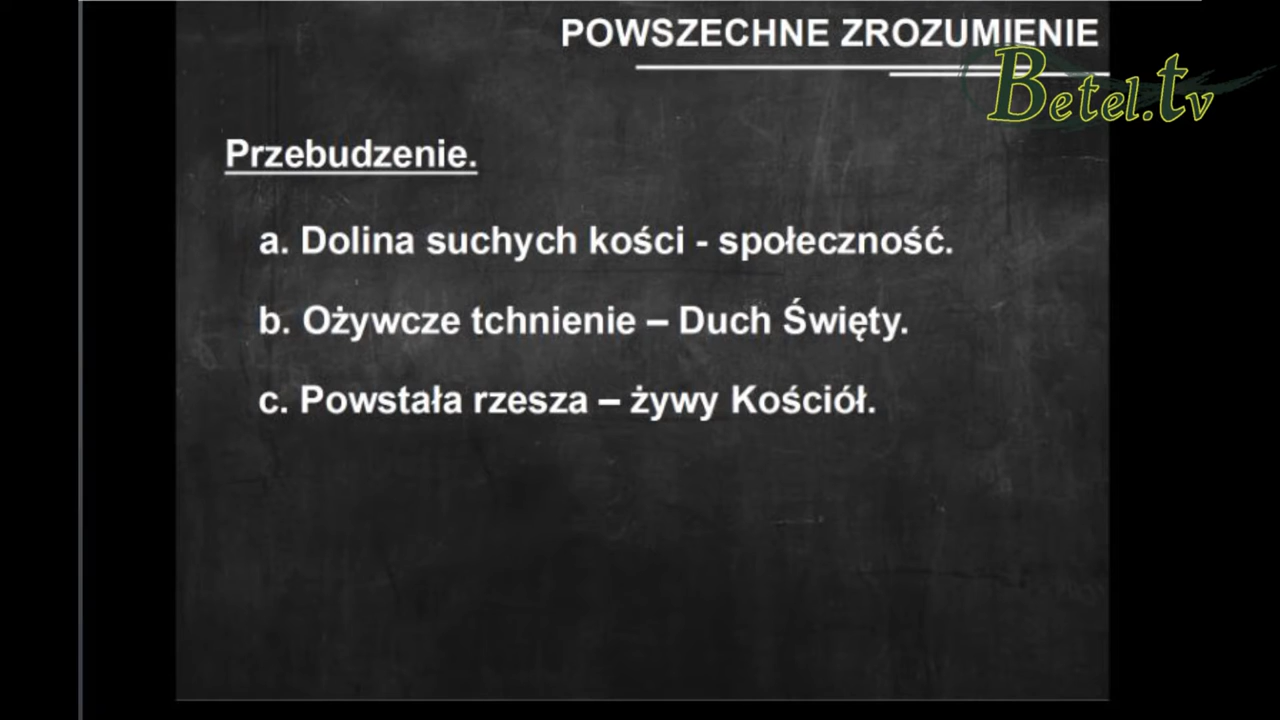 POWSZECHNE ZROZUMIENIE
Betel.tv
Przebudzenie.
a. Dolina suchych kości - społeczność.
b. Ożywcze tchnienie – Duch Święty.
c. Powstała rzesza – żywy Kościół.